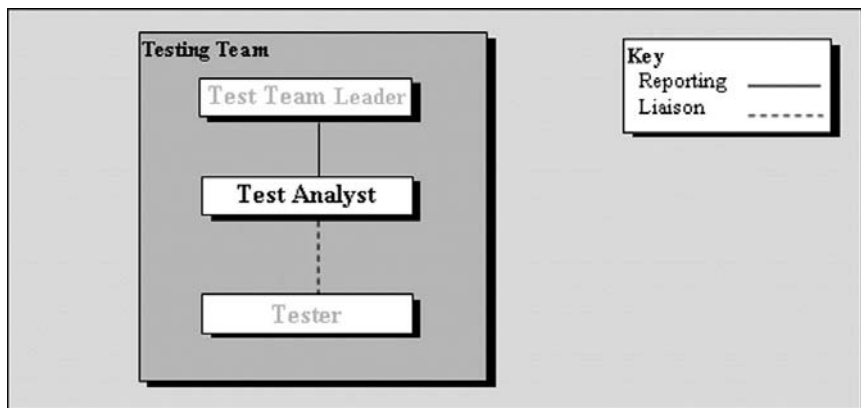 Testing Team
Test Team Leader
Test Analyst
Tester
Key
Reporting
Liaison